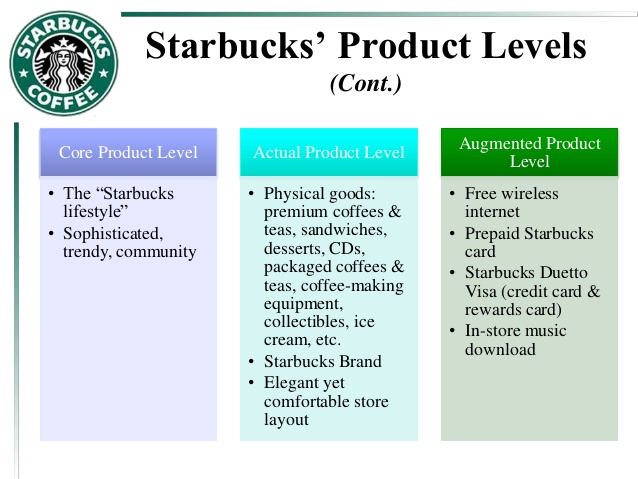 STARBUCKS
COFFEE
Starbucks’ Product Levels
(Cont.)
Core Product Level
• The “Starbucks
lifestyle”
• Sophisticated,
trendy, community
Actual Product Level
• Physical goods:
premium coffees &
teas, sandwiches,
desserts, CDs,
packaged coffees &
teas, coffee-making
equipment,
collectibles, ice
cream, etc.
• Starbucks Brand
• Elegant yet
comfortable store
layout
Augmented Product
Level
• Free wireless
internet
• Prepaid Starbucks
card
• Starbucks Duetto
Visa (credit card &
rewards card)
• In-store music
download